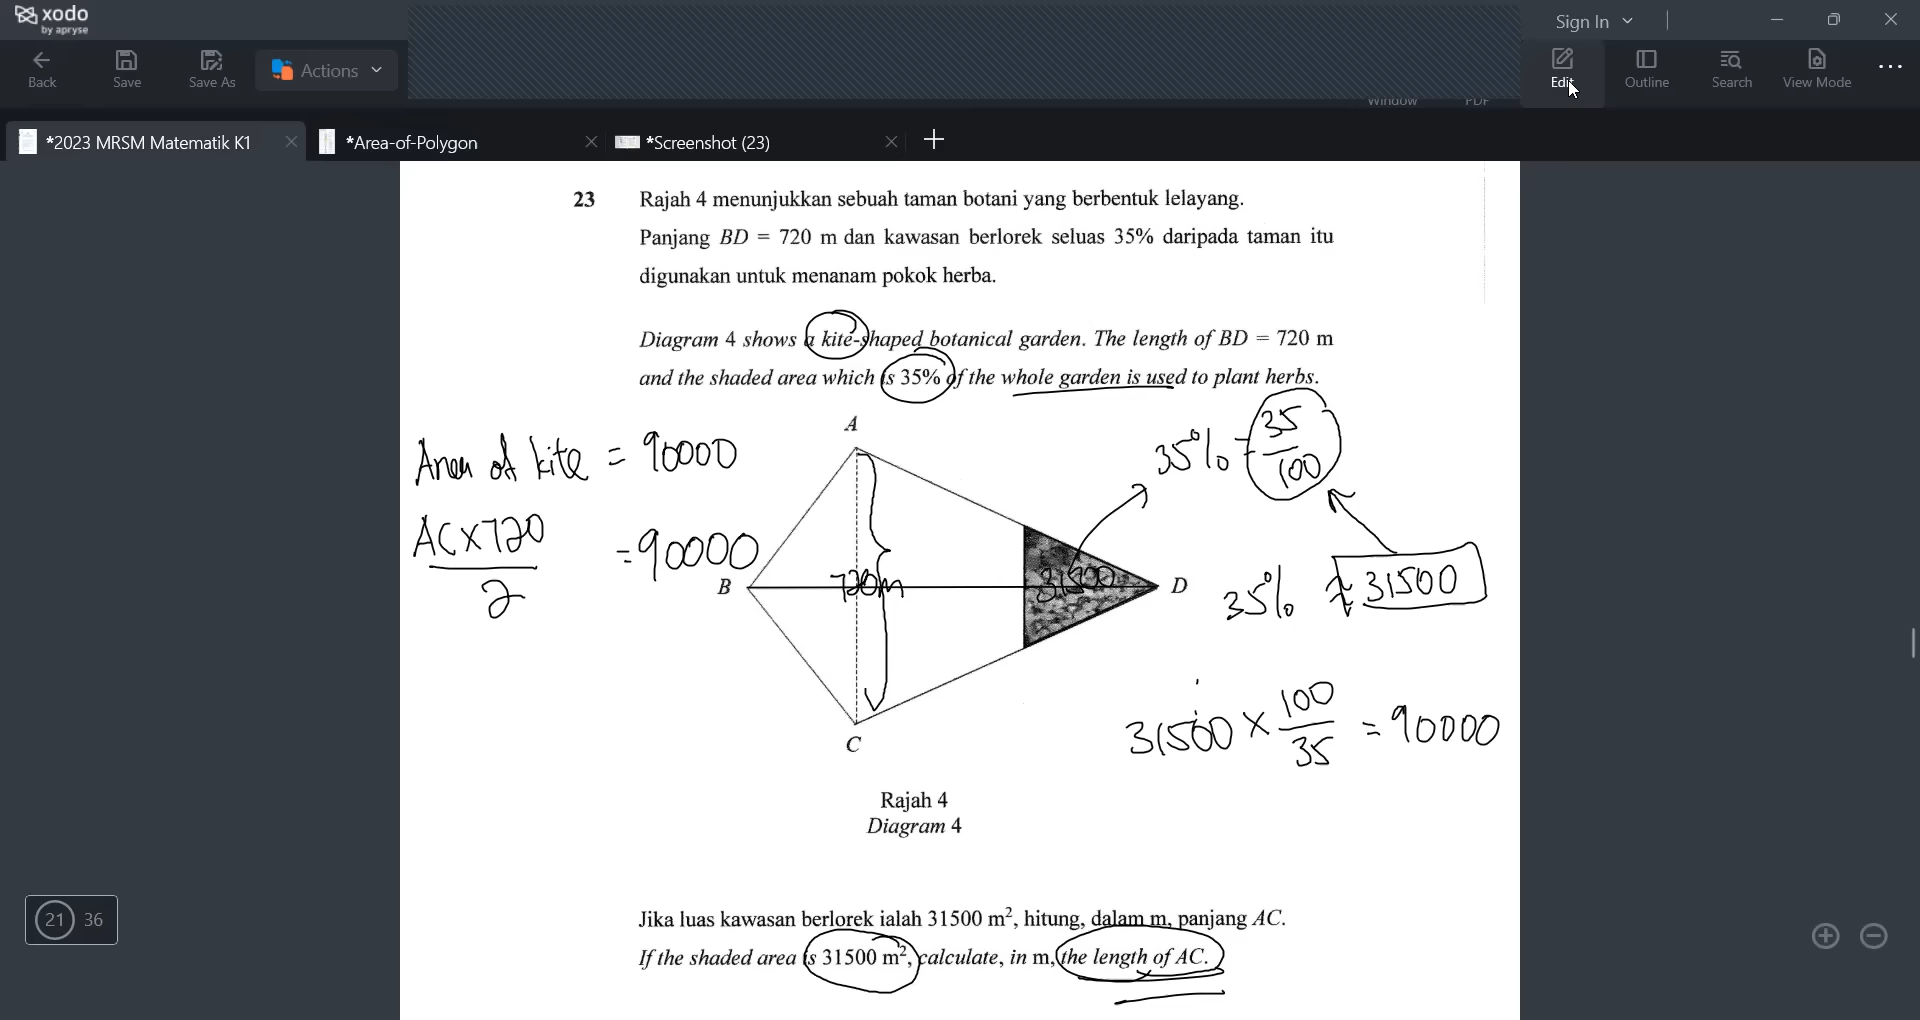 xodo
by apryse
Sign In
Back
Save
Save As
Actions
Window
PDF
Edit
Outline
Search
View Mode
*2023 MRSM Matematik K1
*Area-of-Polygon
*Screenshot (23)
23 Rajah 4 menunjukkan sebuah taman botani yang berbentuk lelayang.
Panjang BD = 720 m dan kawasan berlorek seluas 35% daripada taman itu
digunakan untuk menanam pokok herba.
Diagram 4 shows a kite-shaped botanical garden. The length of BD = 720 m
and the shaded area which is 35% of the whole garden is used to plant herbs.
A
Area of kite = 90000
35% = 35/100
AC x 720 / 2 = 90000
B
720m
31500
D
35% 31500
31500 x 100/35 = 90000
C
Rajah 4
Diagram 4
Jika luas kawasan berlorek ialah 31500 m², hitung, dalam m, panjang AC.
If the shaded area is 31500 m², calculate, in m, the length of AC.
21 36